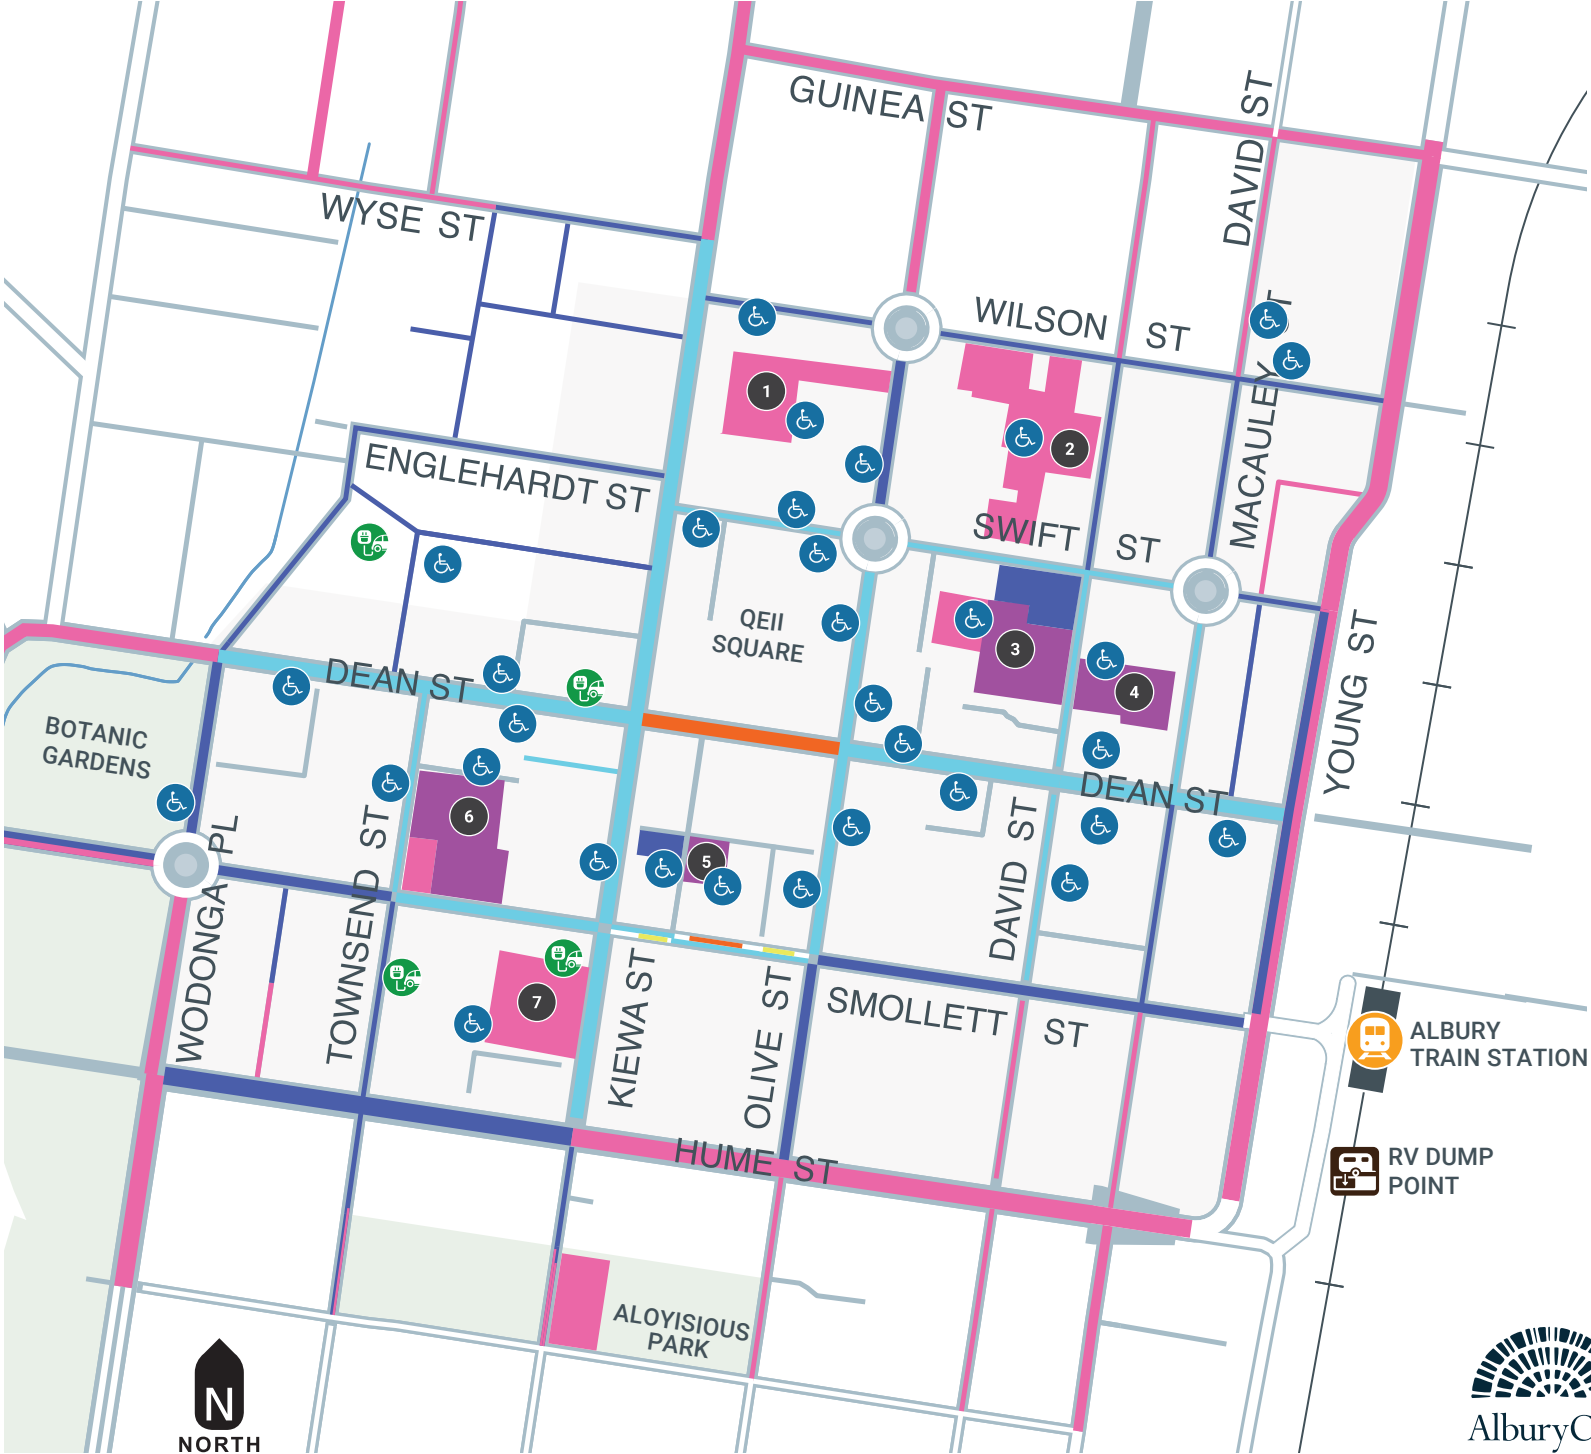 GUINEA ST
DAVID ST
WYSE ST
WILSON ST
MACAULEY
1
2
ENGLEHARDT ST
SWIFT ST
QEII
SQUARE
3
4
DEAN ST
YOUNG ST
BOTANIC
GARDENS
DEAN ST
6
5
WODONGA PL
TOWNSEND ST
DAVID ST
7
KIEWA ST
OLIVE ST
SMOLLETT ST
ALBURY
TRAIN STATION
HUME ST
RV DUMP
POINT
ALOYISIOUS
PARK
N
NORTH
AlburyC